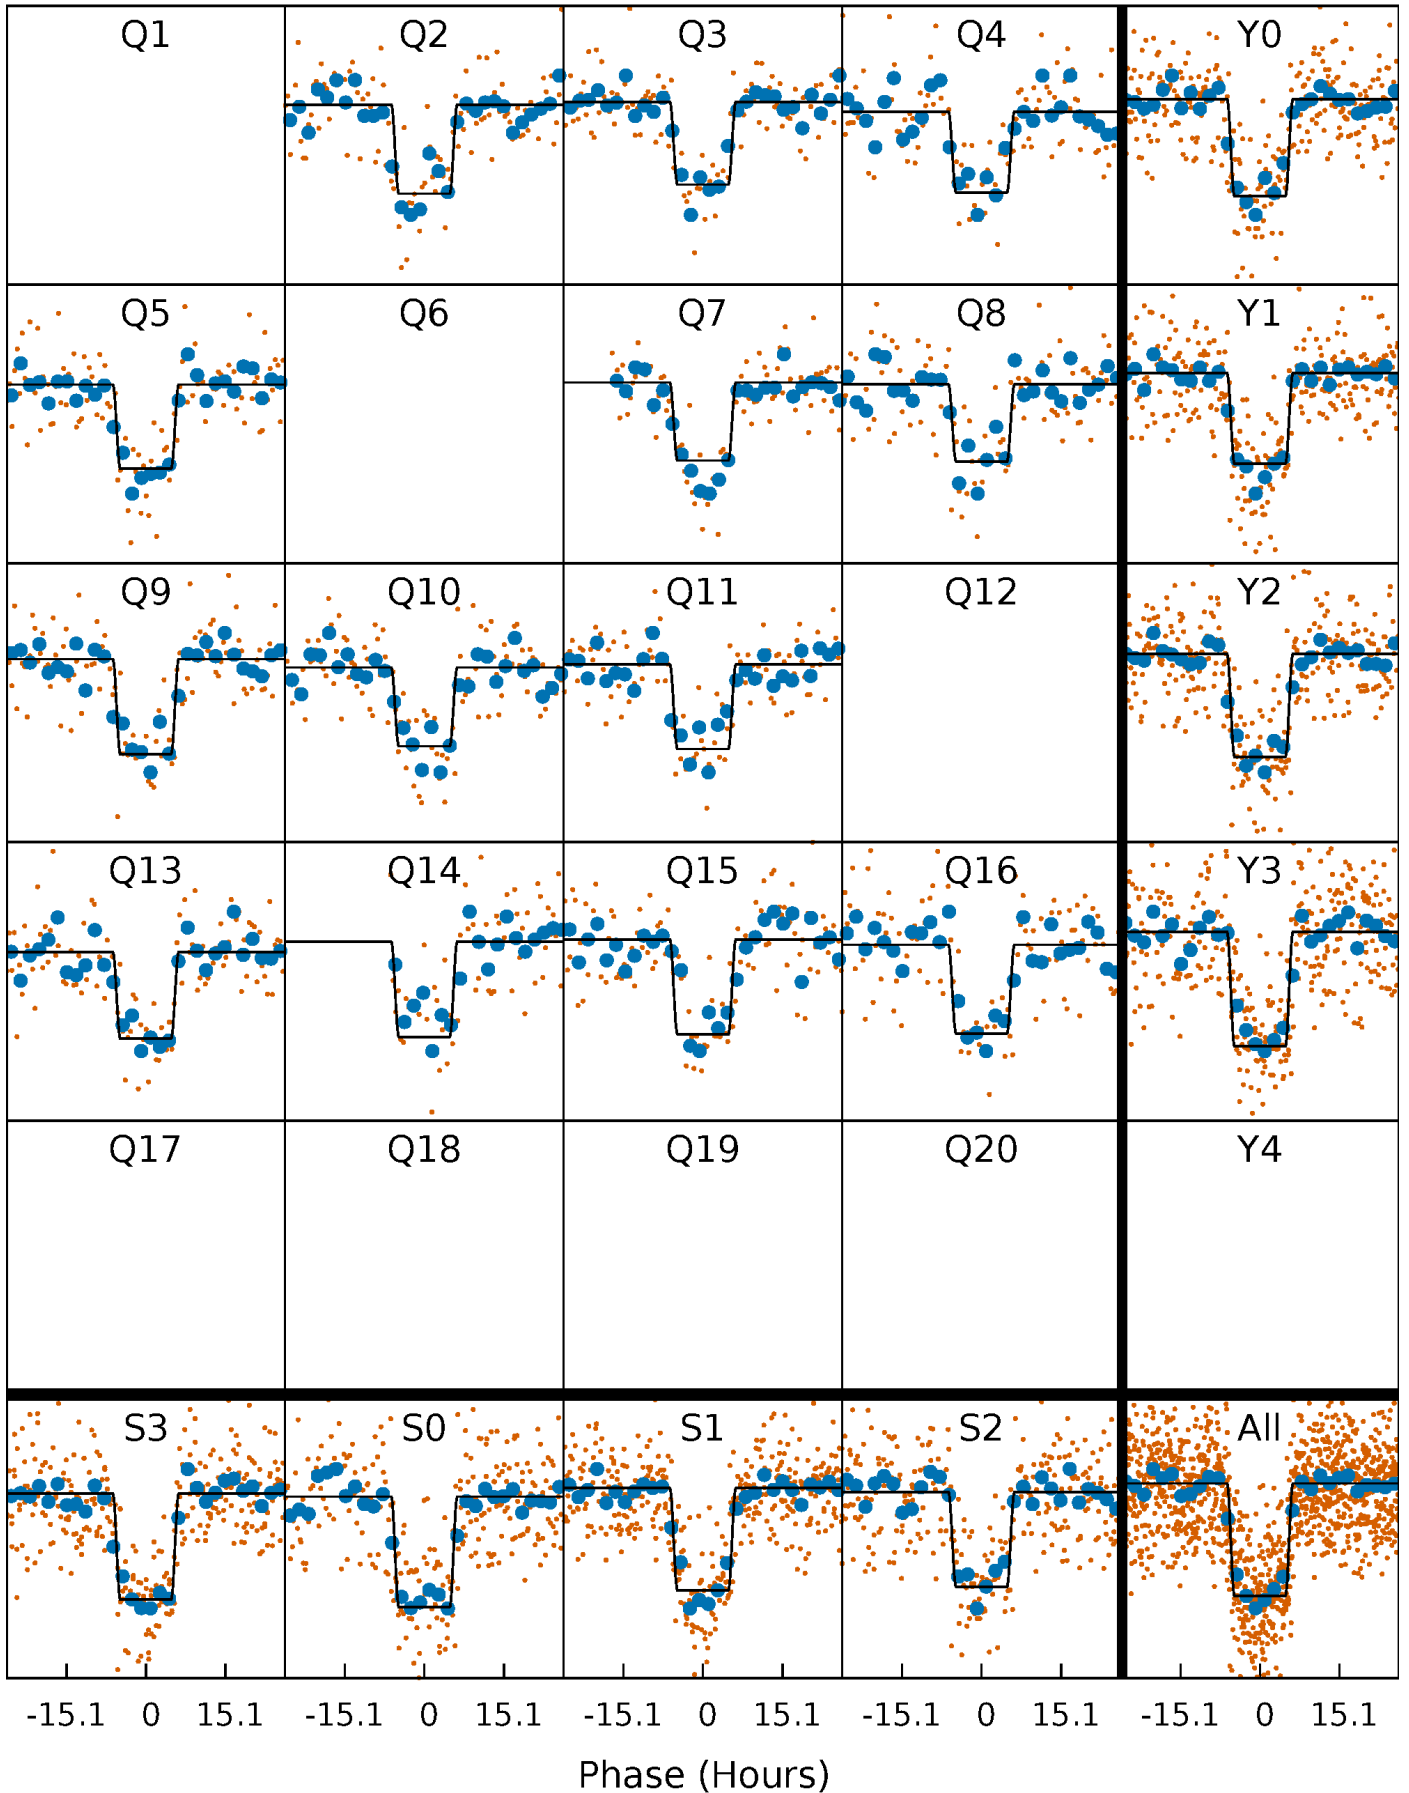 Q1 Q2 Q3 Q4 Y0
Q5 Q6 Q7 Q8 Y1
Q9 Q10 Q11 Q12 Y2
Q13 Q14 Q15 Q16 Y3
Q17 Q18 Q19 Q20 Y4
S3 S0 S1 S2 All
-15.1 0 15.1 -15.1 0 15.1 -15.1 0 15.1 -15.1 0 15.1 -15.1 0 15.1
Phase (Hours)